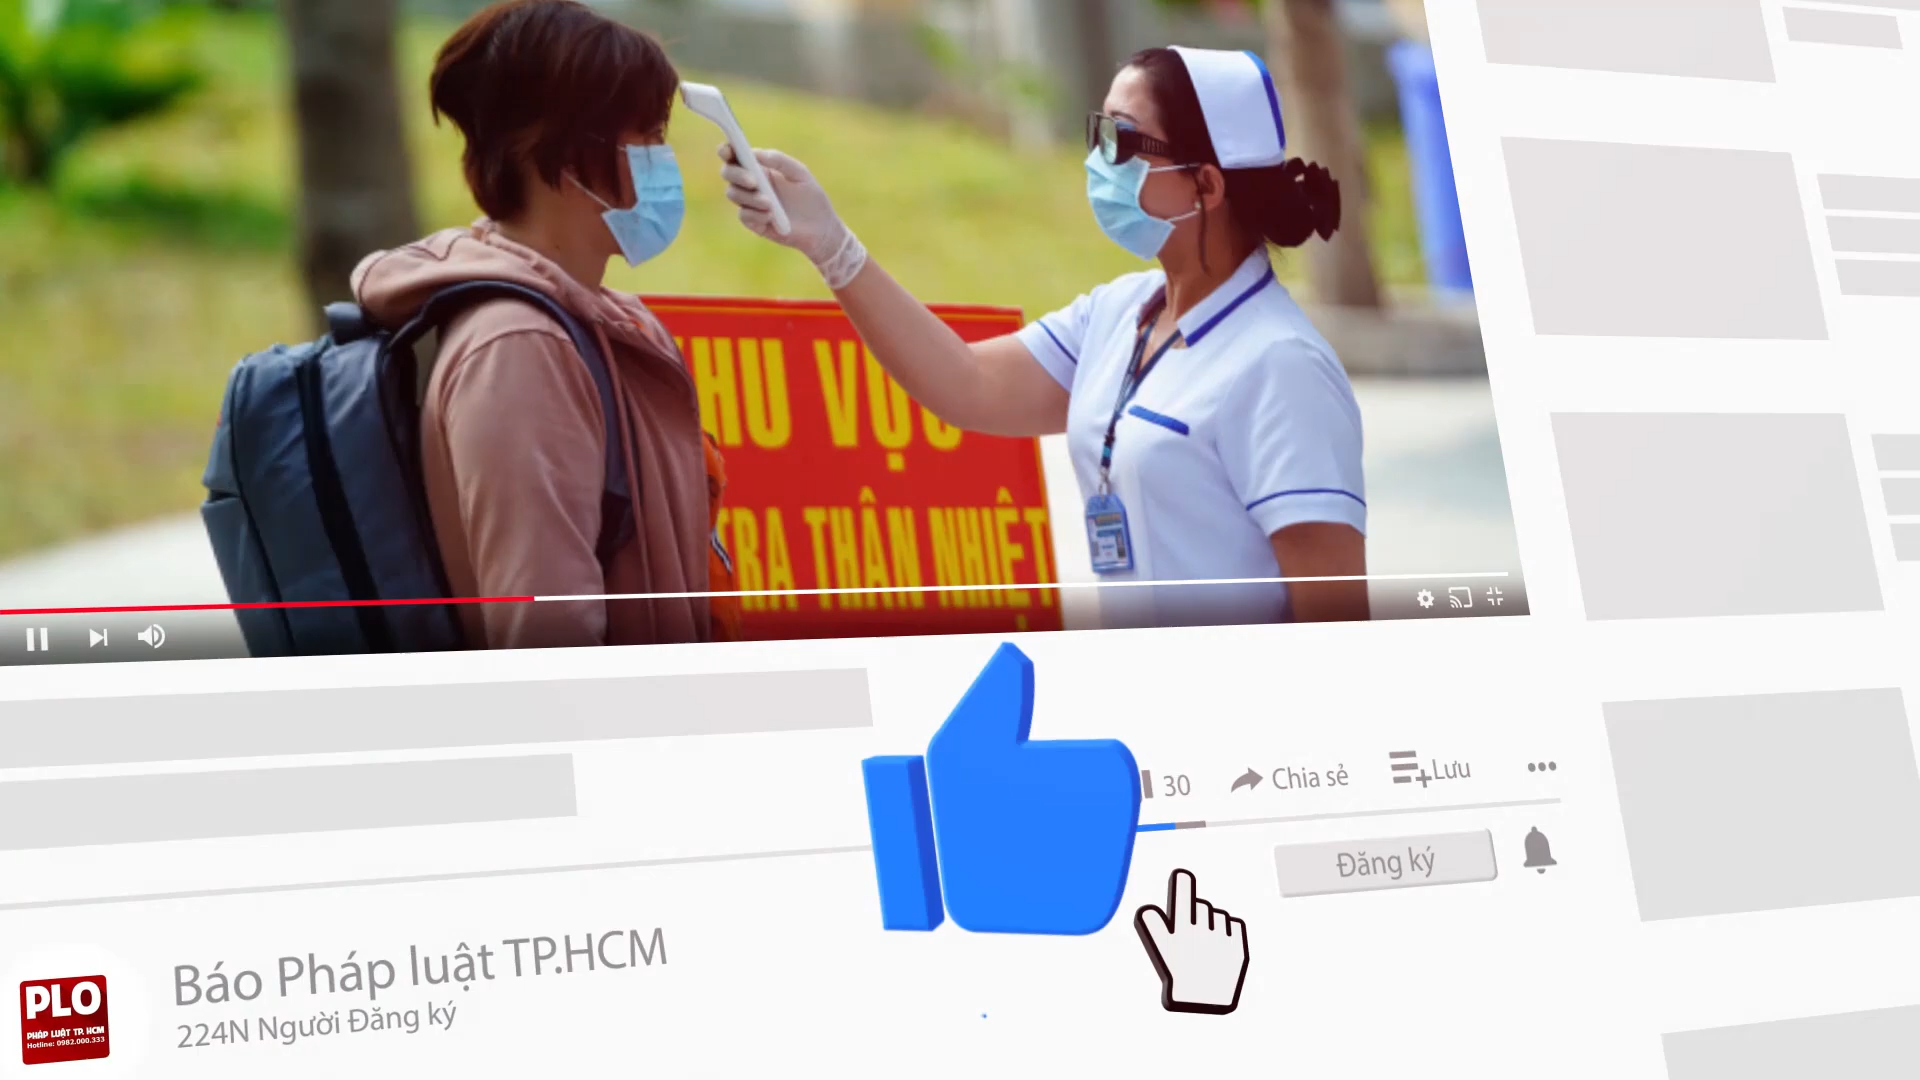 HU VỰC
TRA THÂN NHIỆT
30
Chia sẻ
Lưu
Đăng ký
Báo Pháp luật TP.HCM
224N Người Đăng ký
PLO
PHÁP LUẬT TP. HCM
Hotline: 0982.000.333